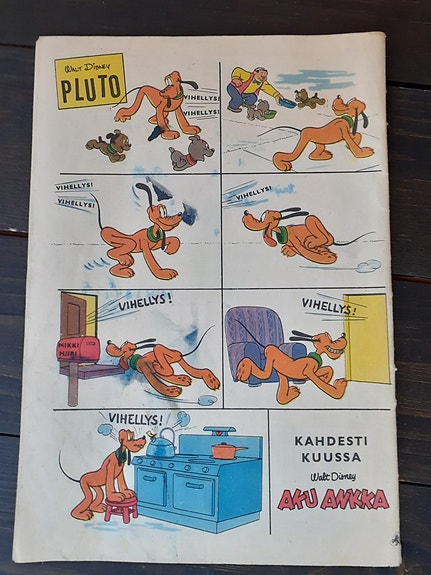 Walt Disney
PLUTO
VIHELLYS!
VIHELLYS!
VIHELLYS!
VIHELLYS!
VIHELLYS!
VIHELLYS!
MIKKI
HIIRI
VIHELLYS!
VIHELLYS!
KAHDESTI
KUUSSA
Walt Disney
AKU ANKKA